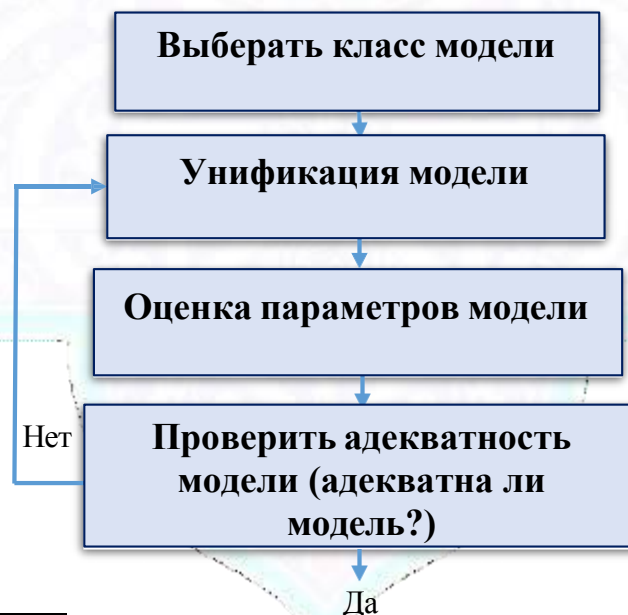 Выберать класс модели
Унификация модели
Оценка параметров модели
Нет
Проверить адекватность
модели (адекватна ли
модель?)
Да